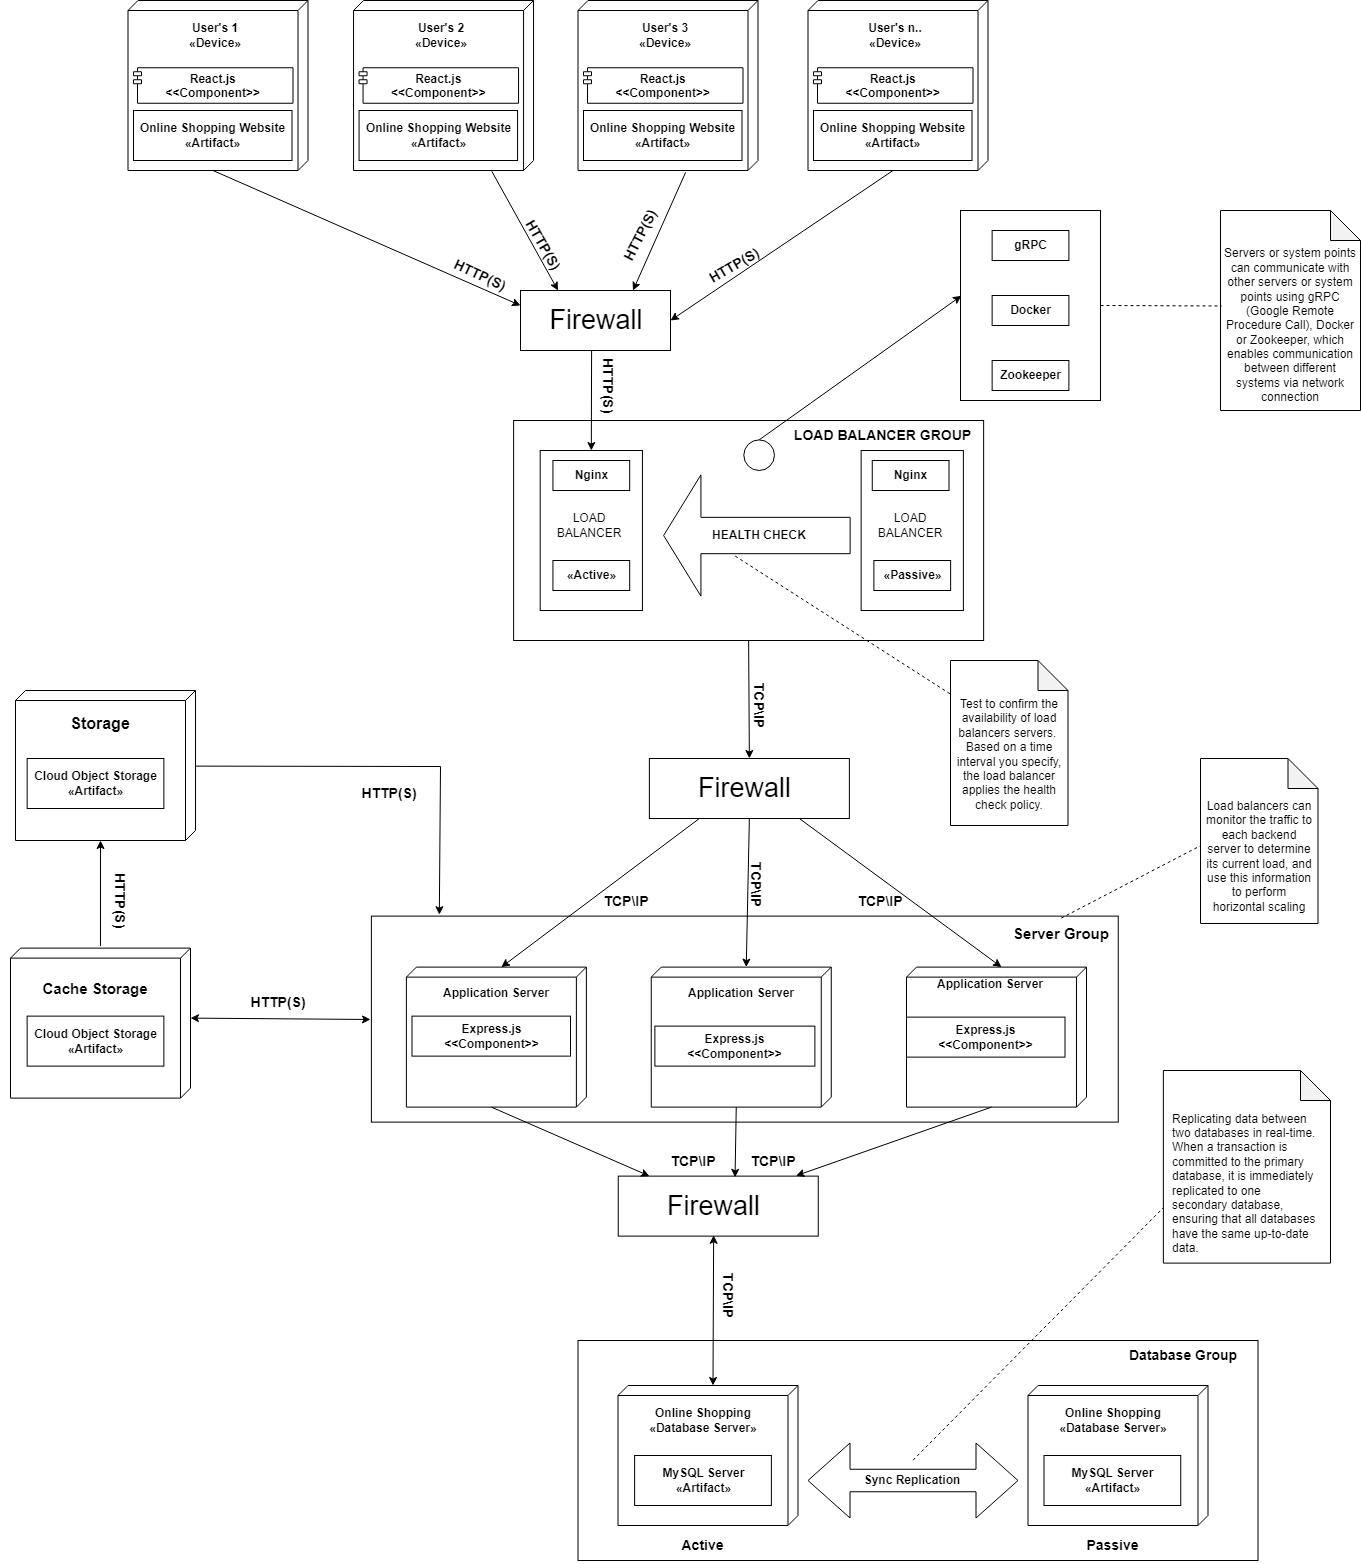 User's 1
«Device»
React.js
<<Component>>
Online Shopping Website
«Artifact»
User's 2
«Device»
React.js
<<Component>>
Online Shopping Website
«Artifact»
User's 3
«Device»
React.js
<<Component>>
Online Shopping Website
«Artifact»
User's n..
«Device»
React.js
<<Component>>
Online Shopping Website
«Artifact»
HTTP(S)
HTTP(S)
HTTP(S)
HTTP(S)
Firewall
HTTP(S)
gRPC
Docker
Zookeeper
Servers or system points
can communicate with
other servers or system
points using gRPC
(Google Remote
Procedure Call), Docker
or Zookeeper, which
enables communication
between different
systems via network
connection
LOAD BALANCER GROUP
Nginx
LOAD
BALANCER
«Active»
HEALTH CHECK
Nginx
LOAD
BALANCER
«Passive»
TCP\IP
Test to confirm the
availability of load
balancers servers.
Based on a time
interval you specify,
the load balancer
applies the health
check policy.
Storage
Cloud Object Storage
«Artifact»
HTTP(S)
Firewall
Load balancers can
monitor the traffic to
each backend
server to determine
its current load, and
use this information
to perform
horizontal scaling
HTTP(S)
TCP\IP
TCP\IP
TCP\IP
Server Group
Cache Storage
Cloud Object Storage
«Artifact»
HTTP(S)
Application Server
Express.js
<<Component>>
Application Server
Express.js
<<Component>>
Application Server
Express.js
<<Component>>
TCP\IP
TCP\IP
Firewall
Replicating data between
two databases in real-time.
When a transaction is
committed to the primary
database, it is immediately
replicated to one
secondary database,
ensuring that all databases
have the same up-to-date
data.
TCP\IP
Database Group
Online Shopping
«Database Server»
MySQL Server
«Artifact»
Active
Sync Replication
Online Shopping
«Database Server»
MySQL Server
«Artifact»
Passive